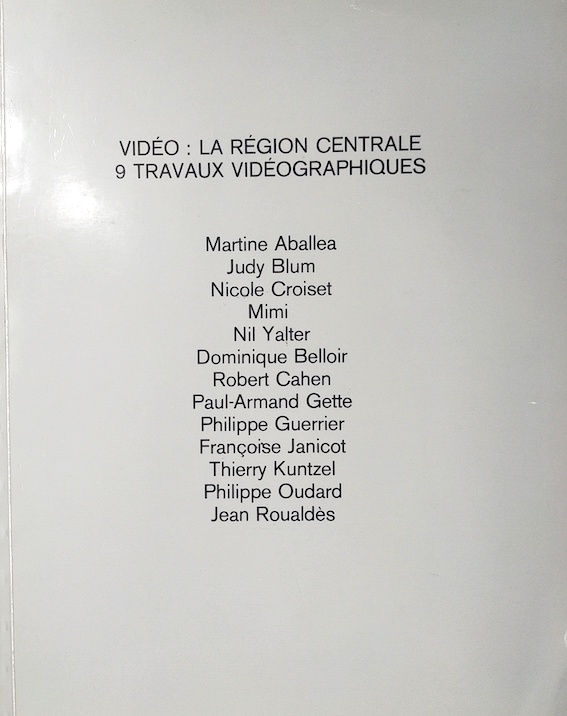 VIDÉO : LA RÉGION CENTRALE
9 TRAVAUX VIDÉOGRAPHIQUES
Martine Aballea
Judy Blum
Nicole Croiset
Mimi
Nil Yalter
Dominique Belloir
Robert Cahen
Paul-Armand Gette
Philippe Guerrier
Françoise Janicot
Thierry Kuntzel
Philippe Oudard
Jean Roualdès